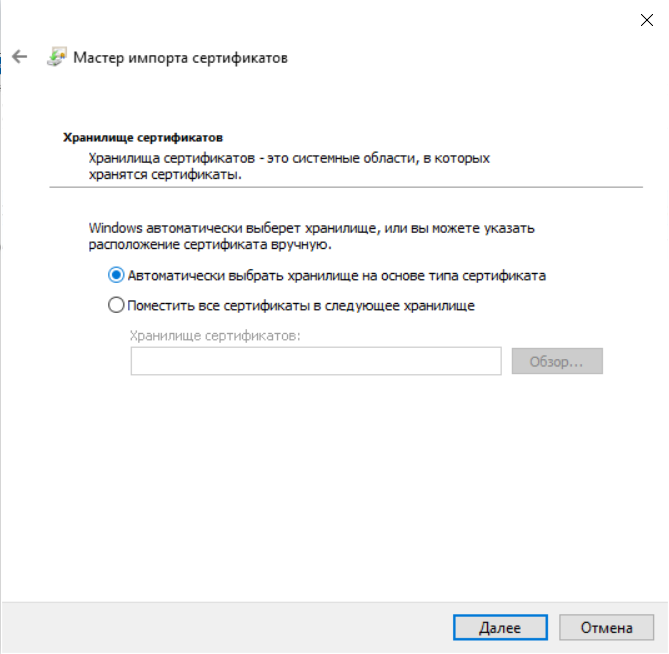 Мастер импорта сертификатов
Хранилище сертификатов
Хранилища сертификатов - это системные области, в которых
хранятся сертификаты.
Windows автоматически выберет хранилище, или вы можете указать
расположение сертификата вручную.
Автоматически выбрать хранилище на основе типа сертификата
Поместить все сертификаты в следующее хранилище
Хранилище сертификатов:
Обзор...
Далее
Отмена